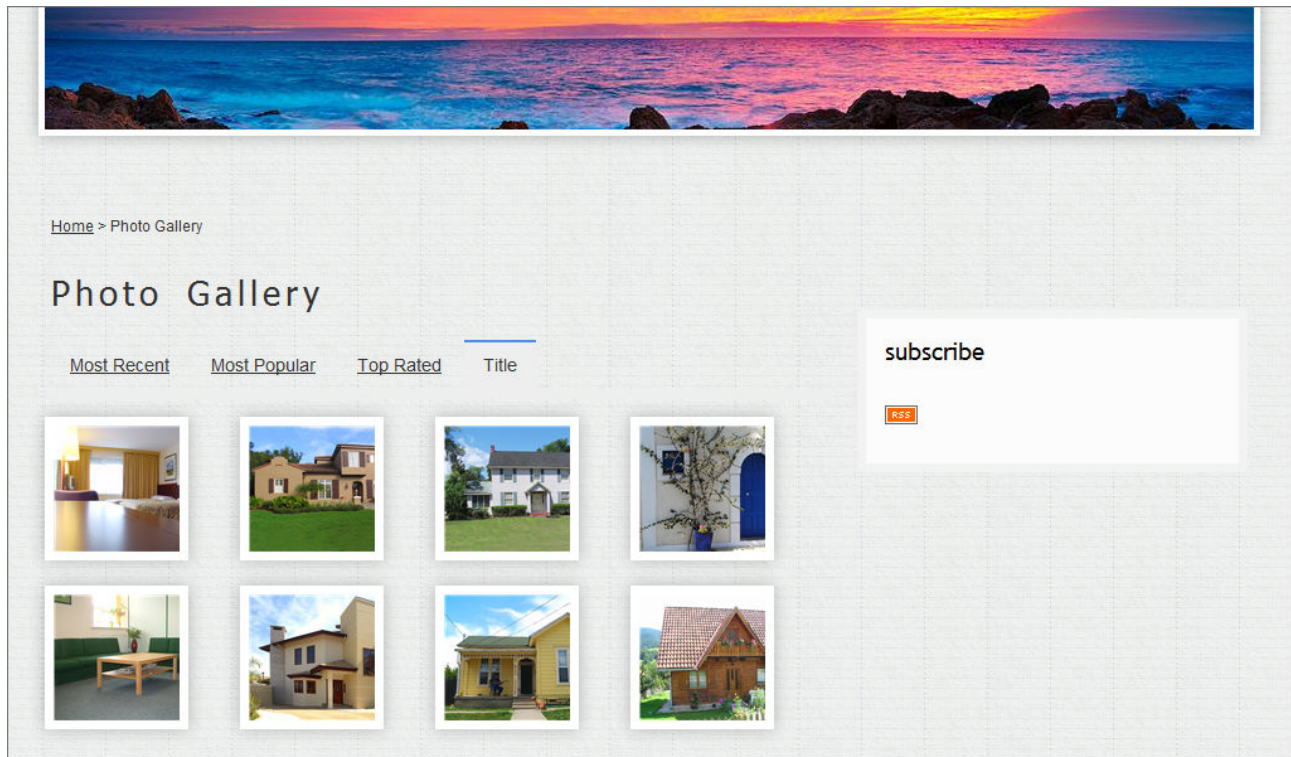 Home > Photo Gallery
Photo Gallery
Most Recent Most Popular Top Rated Title
subscribe
RSS